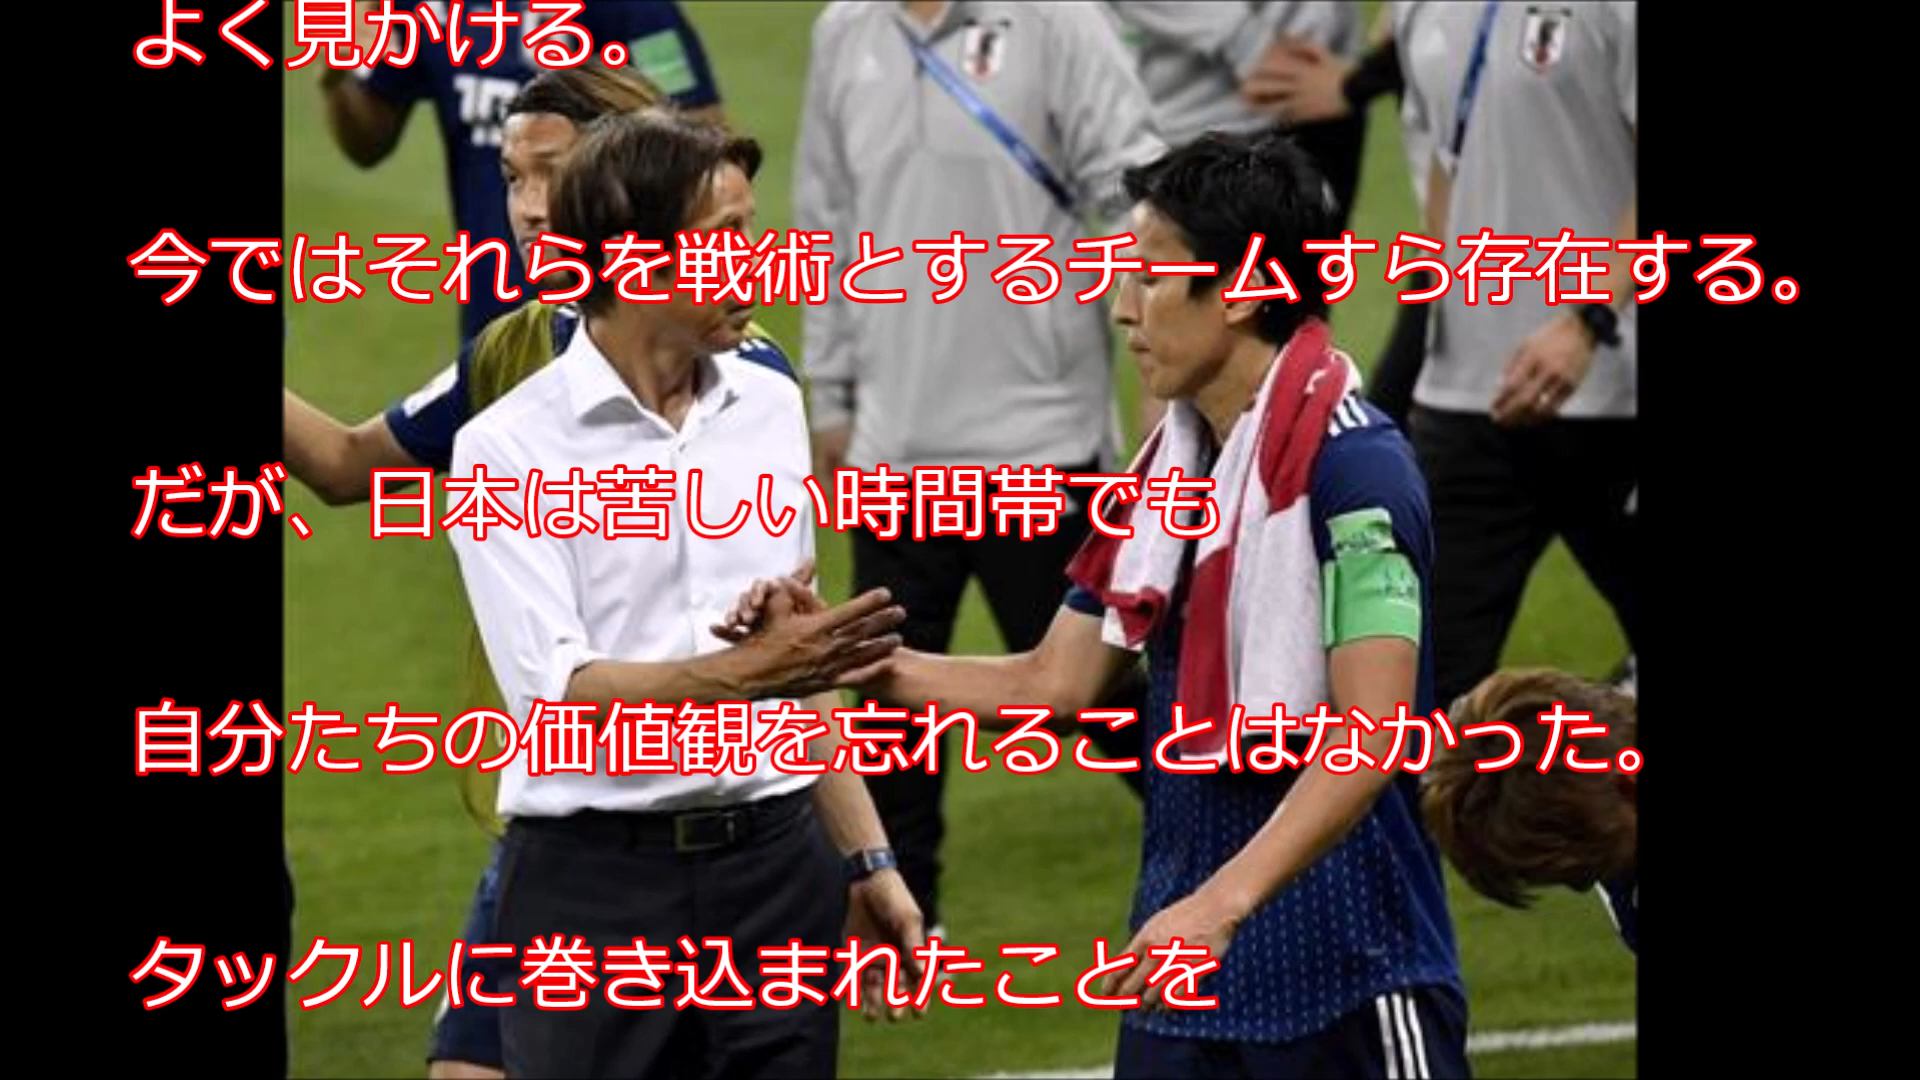 よく見かける。
今ではそれらを戦術とするチームすら存在する。
だが、日本は苦しい時間帯でも
自分たちの価値観を忘れることはなかった。
タックルに巻き込まれたことを